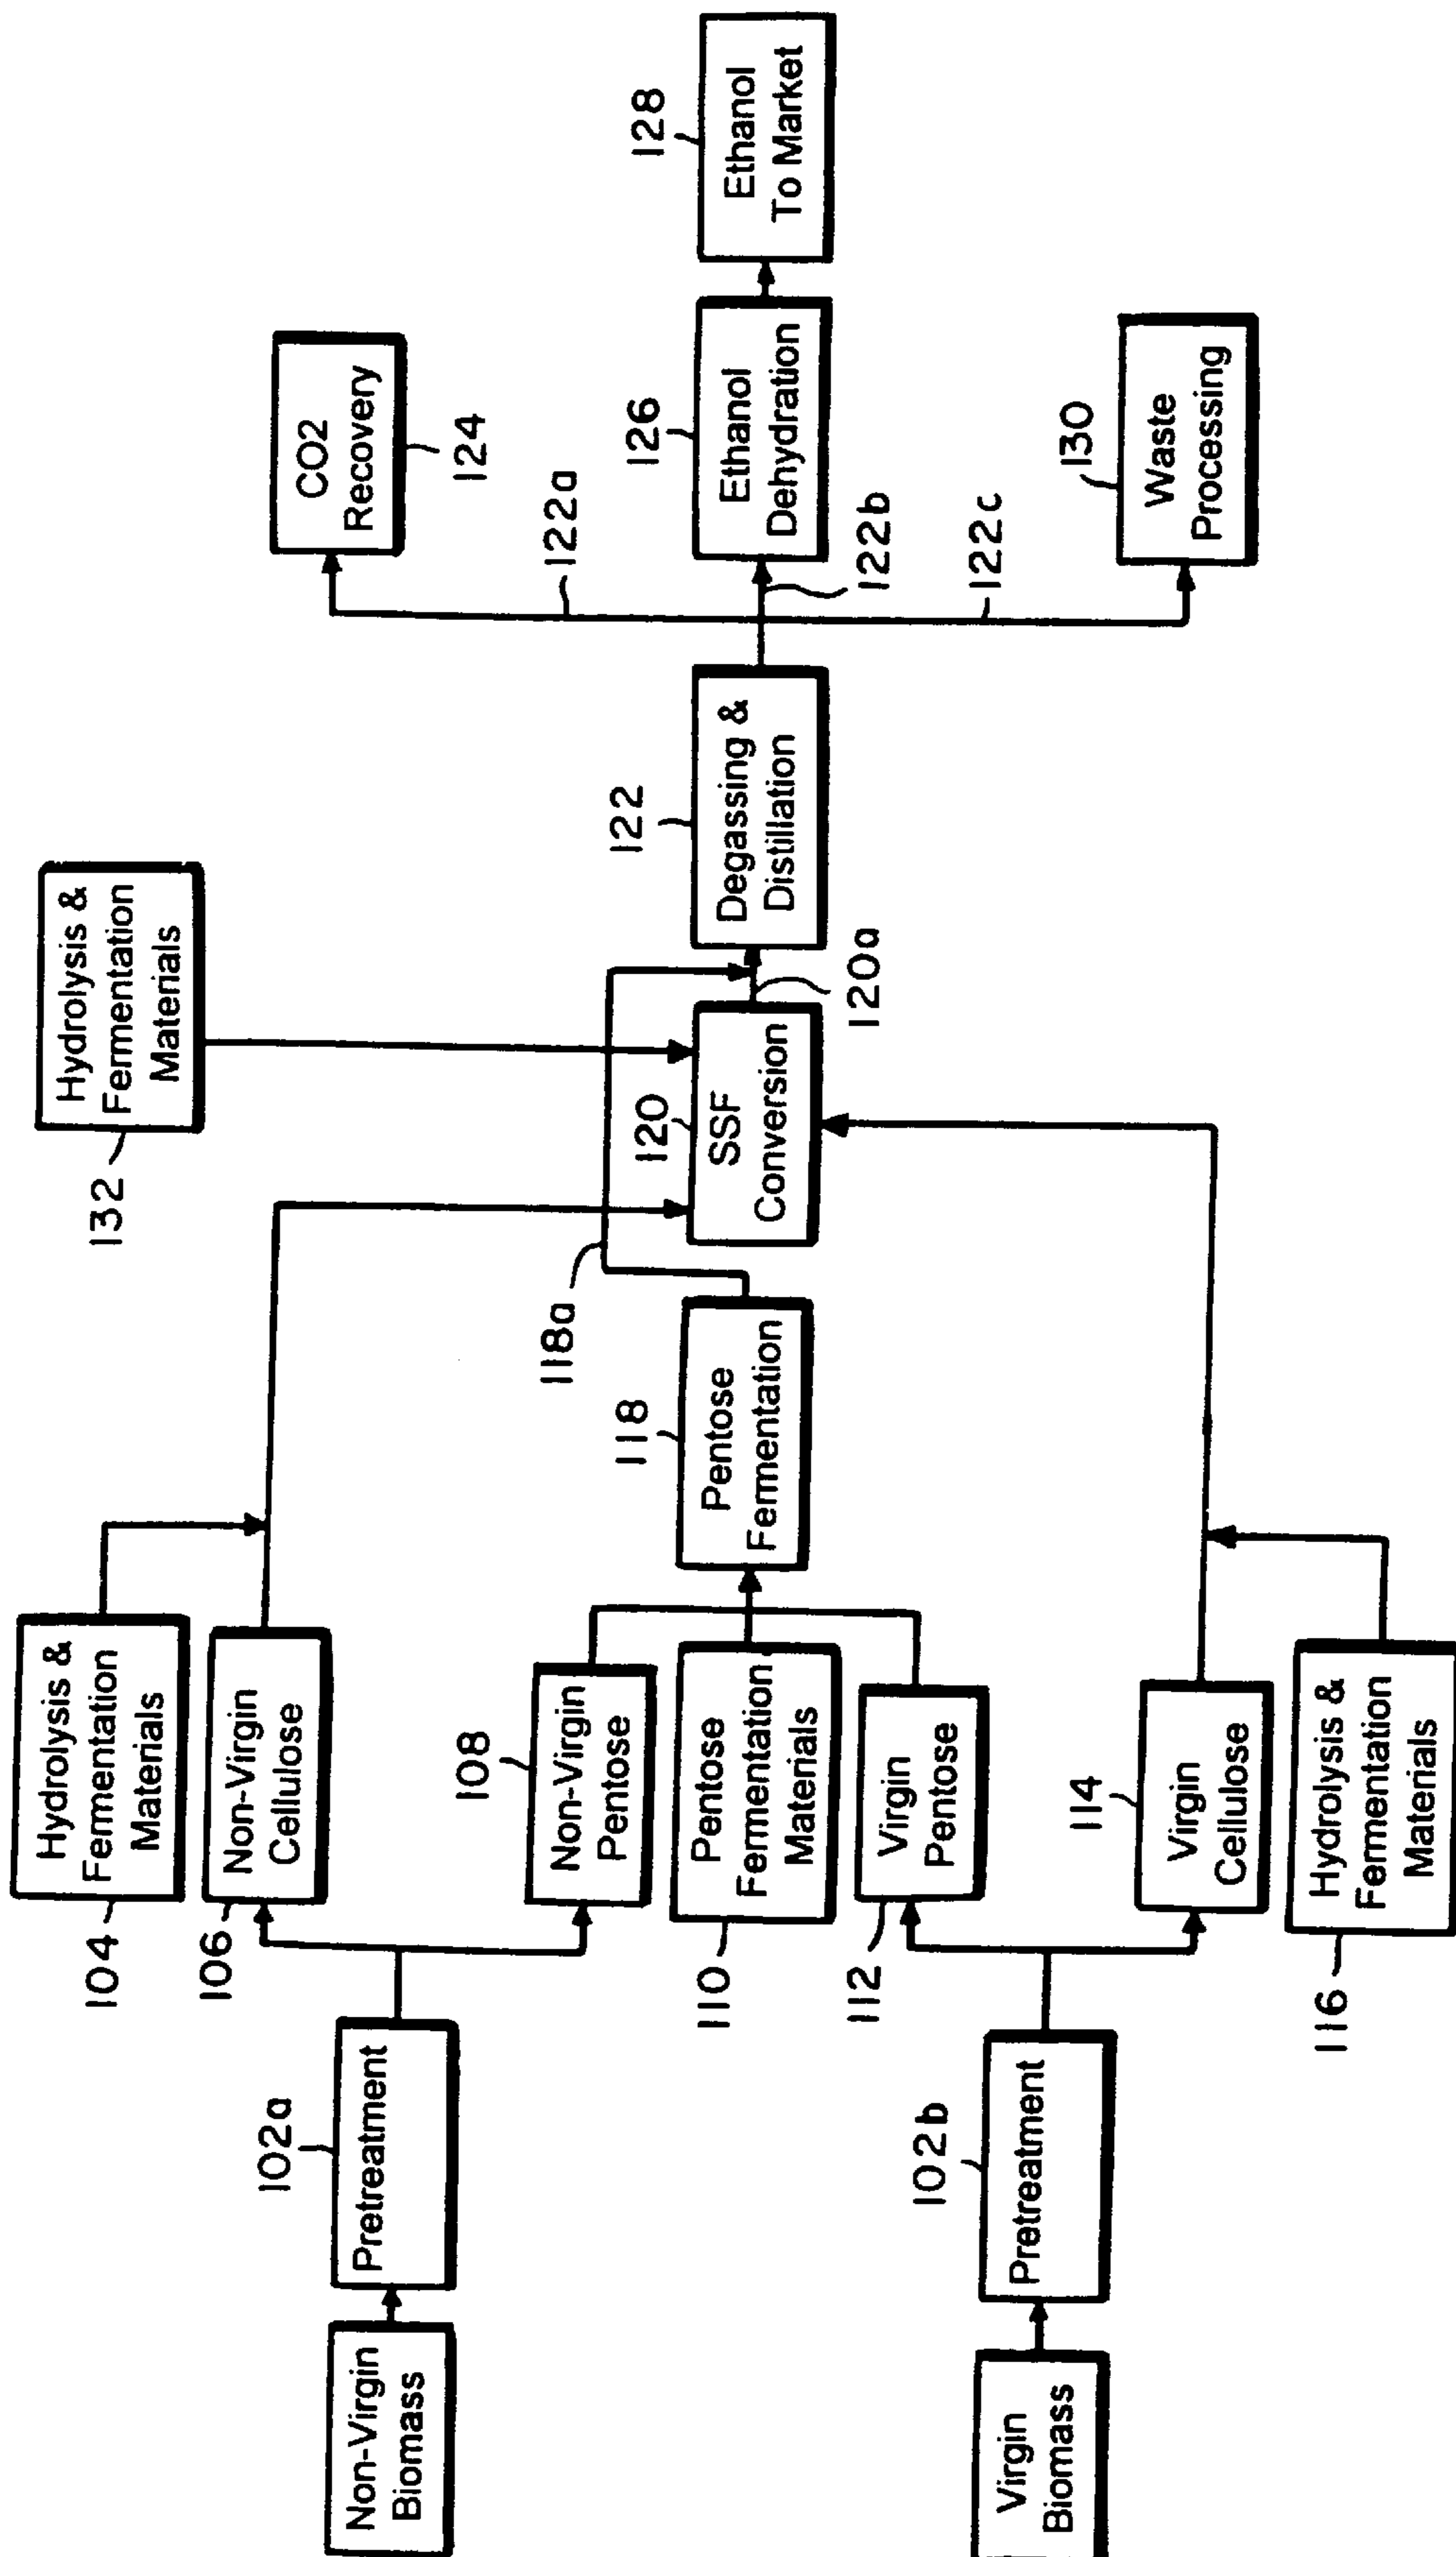 Non-Virgin
Biomass
102a
Pretreatment
104
Hydrolysis &
Fermentation
Materials
106
Non-Virgin
Cellulose
108
Non-Virgin
Pentose
110
Pentose
Fermentation
Materials
112
Virgin
Pentose
Virgin
Biomass
102b
Pretreatment
114
Virgin
Cellulose
116
Hydrolysis &
Fermentation
Materials
118
Pentose
Fermentation
118a
132
Hydrolysis &
Fermentation
Materials
120
SSF
Conversion
120a
122
Degassing &
Distillation
122a
122b
122c
CO2
Recovery
124
126
Ethanol
Dehydration
128
Ethanol
To Market
130
Waste
Processing